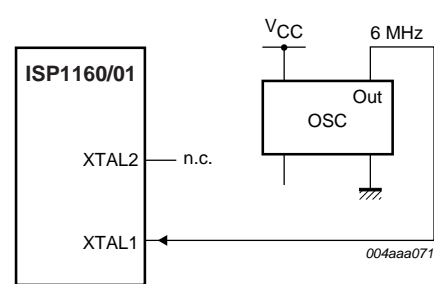 VCC
6 MHz
ISP1160/01
Out
OSC
XTAL2
n.c.
XTAL1
004aaa071